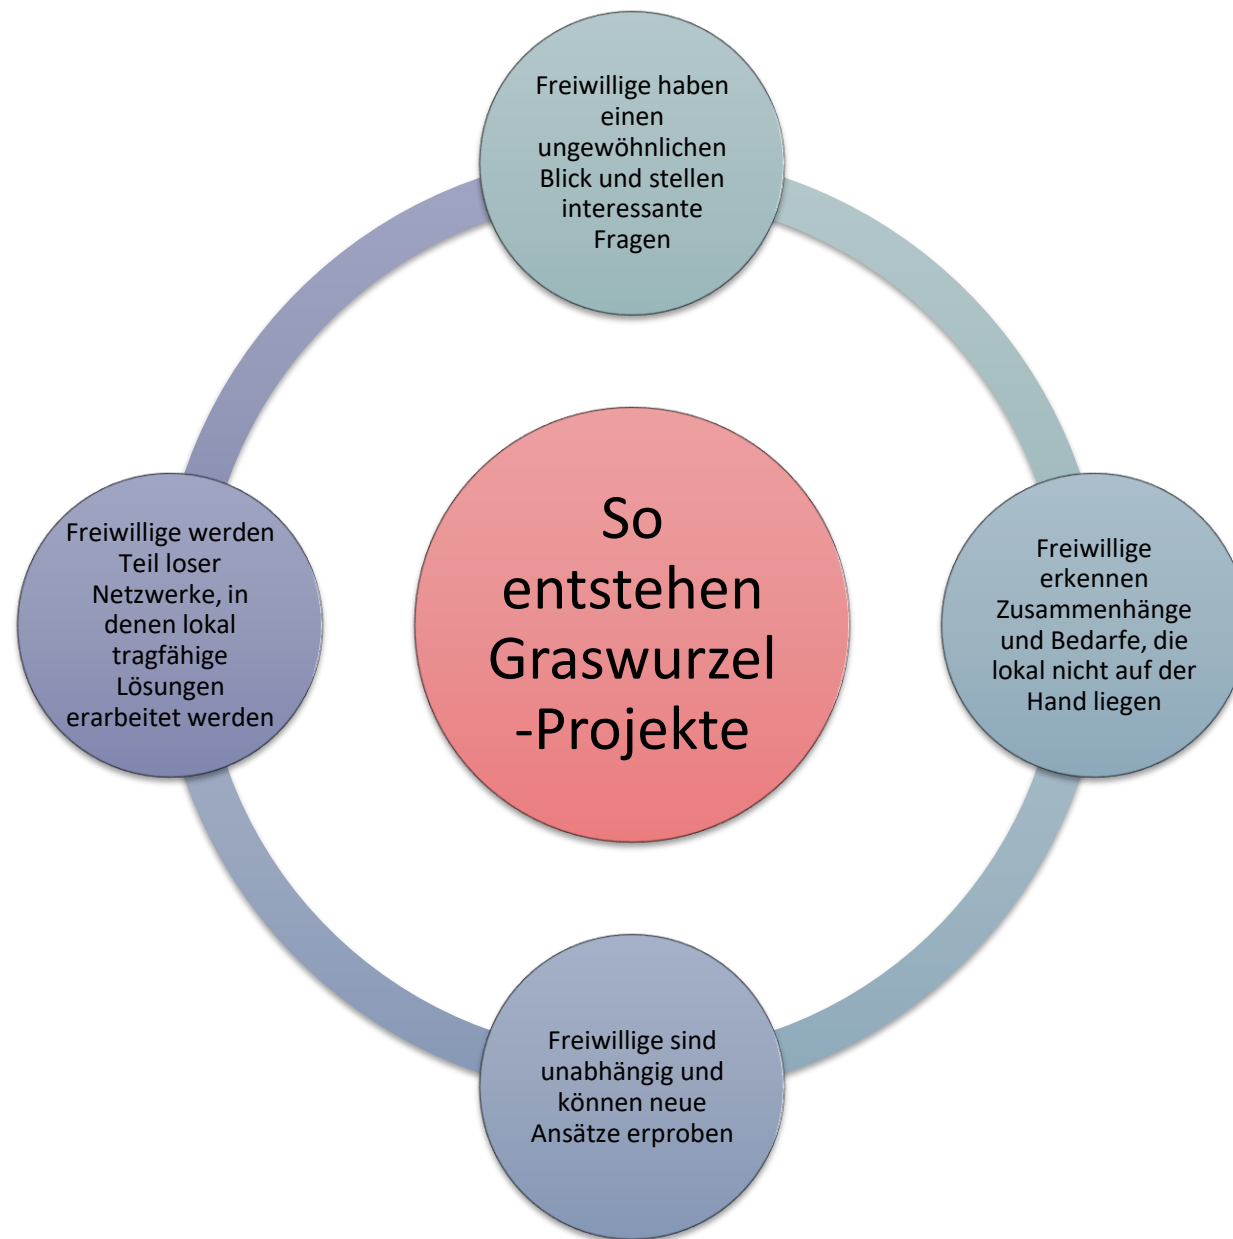 Freiwillige haben
einen
ungewöhnlichen
Blick und stellen
interessante
Fragen
So
entstehen
Graswurzel
-Projekte
Freiwillige
erkennen
Zusammenhänge
und Bedarfe, die
lokal nicht auf der
Hand liegen
Freiwillige sind
unabhängig und
können neue
Ansätze erproben
Freiwillige werden
Teil loser
Netzwerke, in
denen lokal
tragfähige
Lösungen
erarbeitet werden